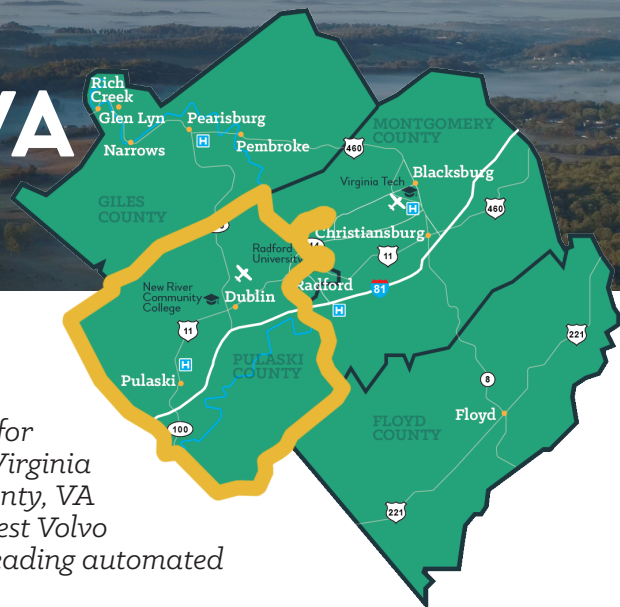 VA
Rich
Creek
Glen Lyn
Narrows
Pearisburg
H
Pembroke
460
MONTGOMERY
COUNTY
Virginia Tech
Blacksburg
H
460
GILES
COUNTY
Christiansburg
11
Radford
University
Radford
81
H
New River
Community
College
Dublin
11
H
Pulaski
PULASKI
COUNTY
100
221
8
Floyd
FLOYD
COUNTY
221
for
Virginia
nty, VA
est Volvo
eading automated